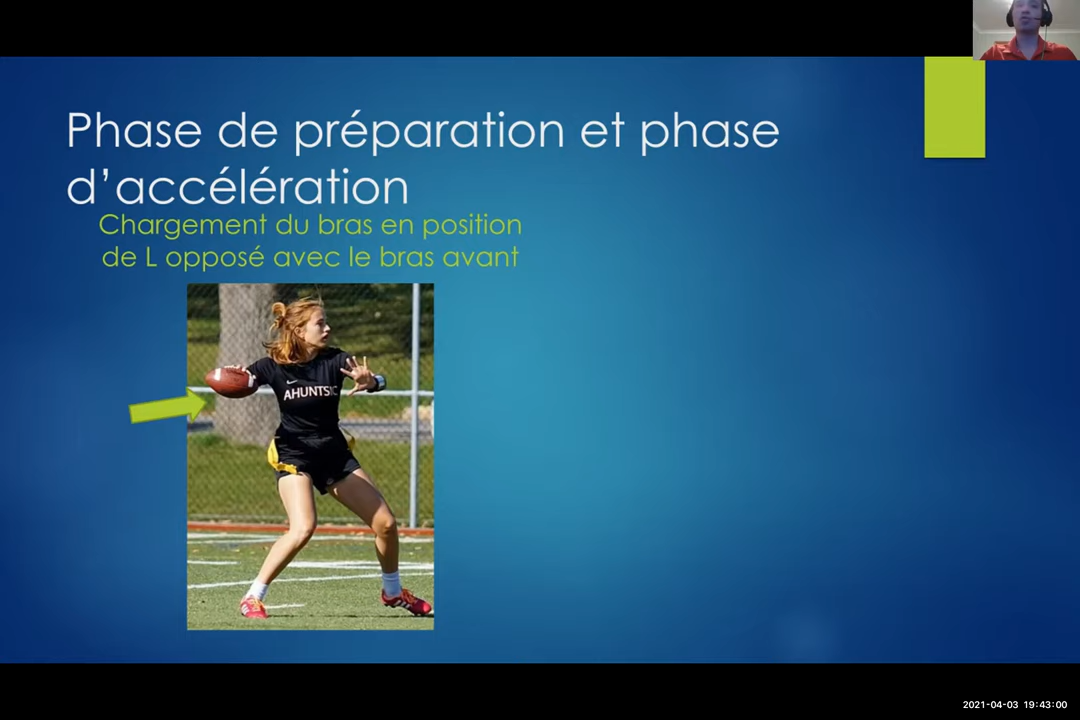 Phase de préparation et phase
d’accélération
Chargement du bras en position
de L opposé avec le bras avant
AHUNTSIC
2021-04-03 19:43:00